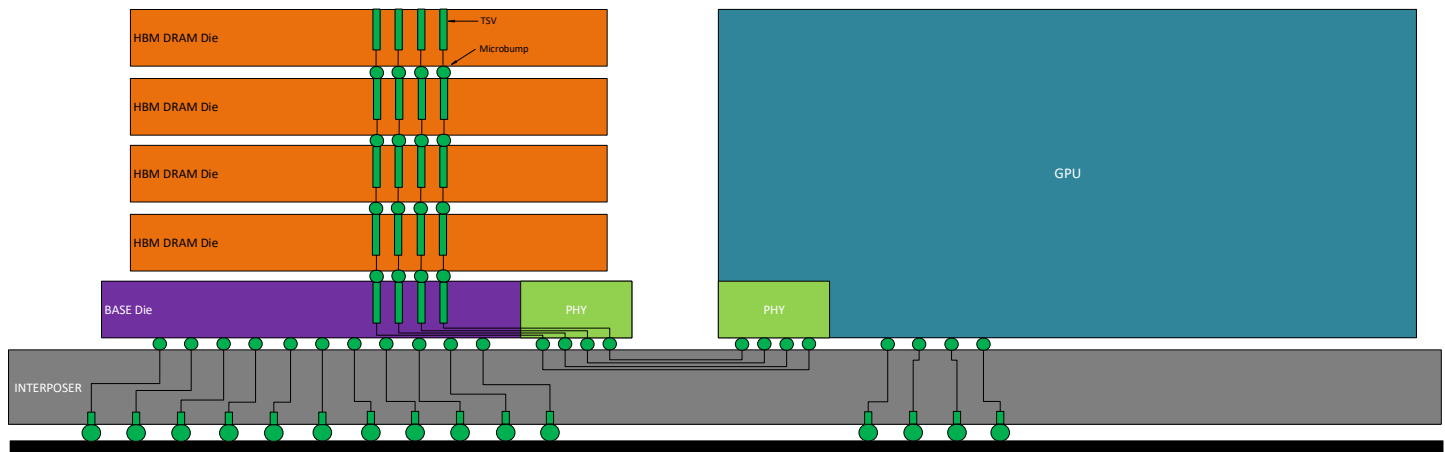 HBM DRAM Die
TSV
Microbump
HBM DRAM Die
HBM DRAM Die
GPU
HBM DRAM Die
BASE Die
PHY
PHY
INTERPOSER